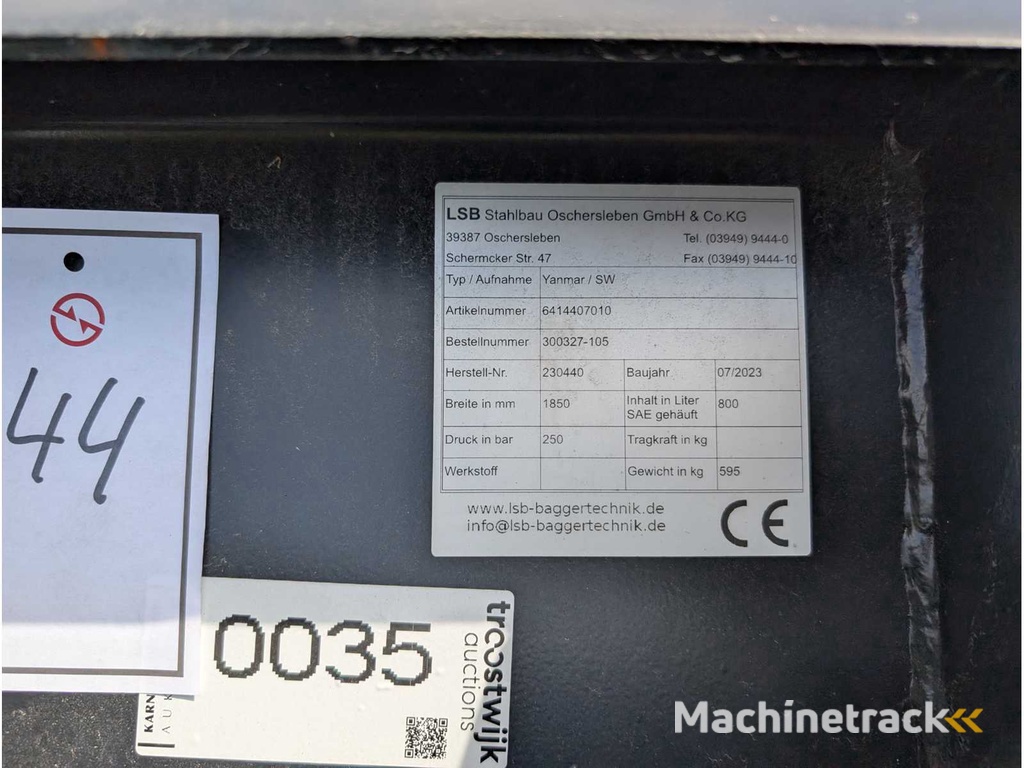 LSB Stahlbau Oschersleben GmbH & Co.KG
39387 Oschersleben Tel. (03949) 9444-0
Schermcker Str. 47 Fax (03949) 9444-10
Typ / Aufnahme Yanmar / SW
Artikelnummer 6414407010
Bestellnummer 300327-105
Herstell-Nr. 230440 Baujahr 07/2023
Breite in mm 1850 Inhalt in Liter SAE gehäuft 800
Druck in bar 250 Tragkraft in kg
Werkstoff Gewicht in kg 595
www.lsb-baggertechnik.de
info@lsb-baggertechnik.de
CE
44
0035
troostwijk
auctions
KARN
AUK
Machinetrack